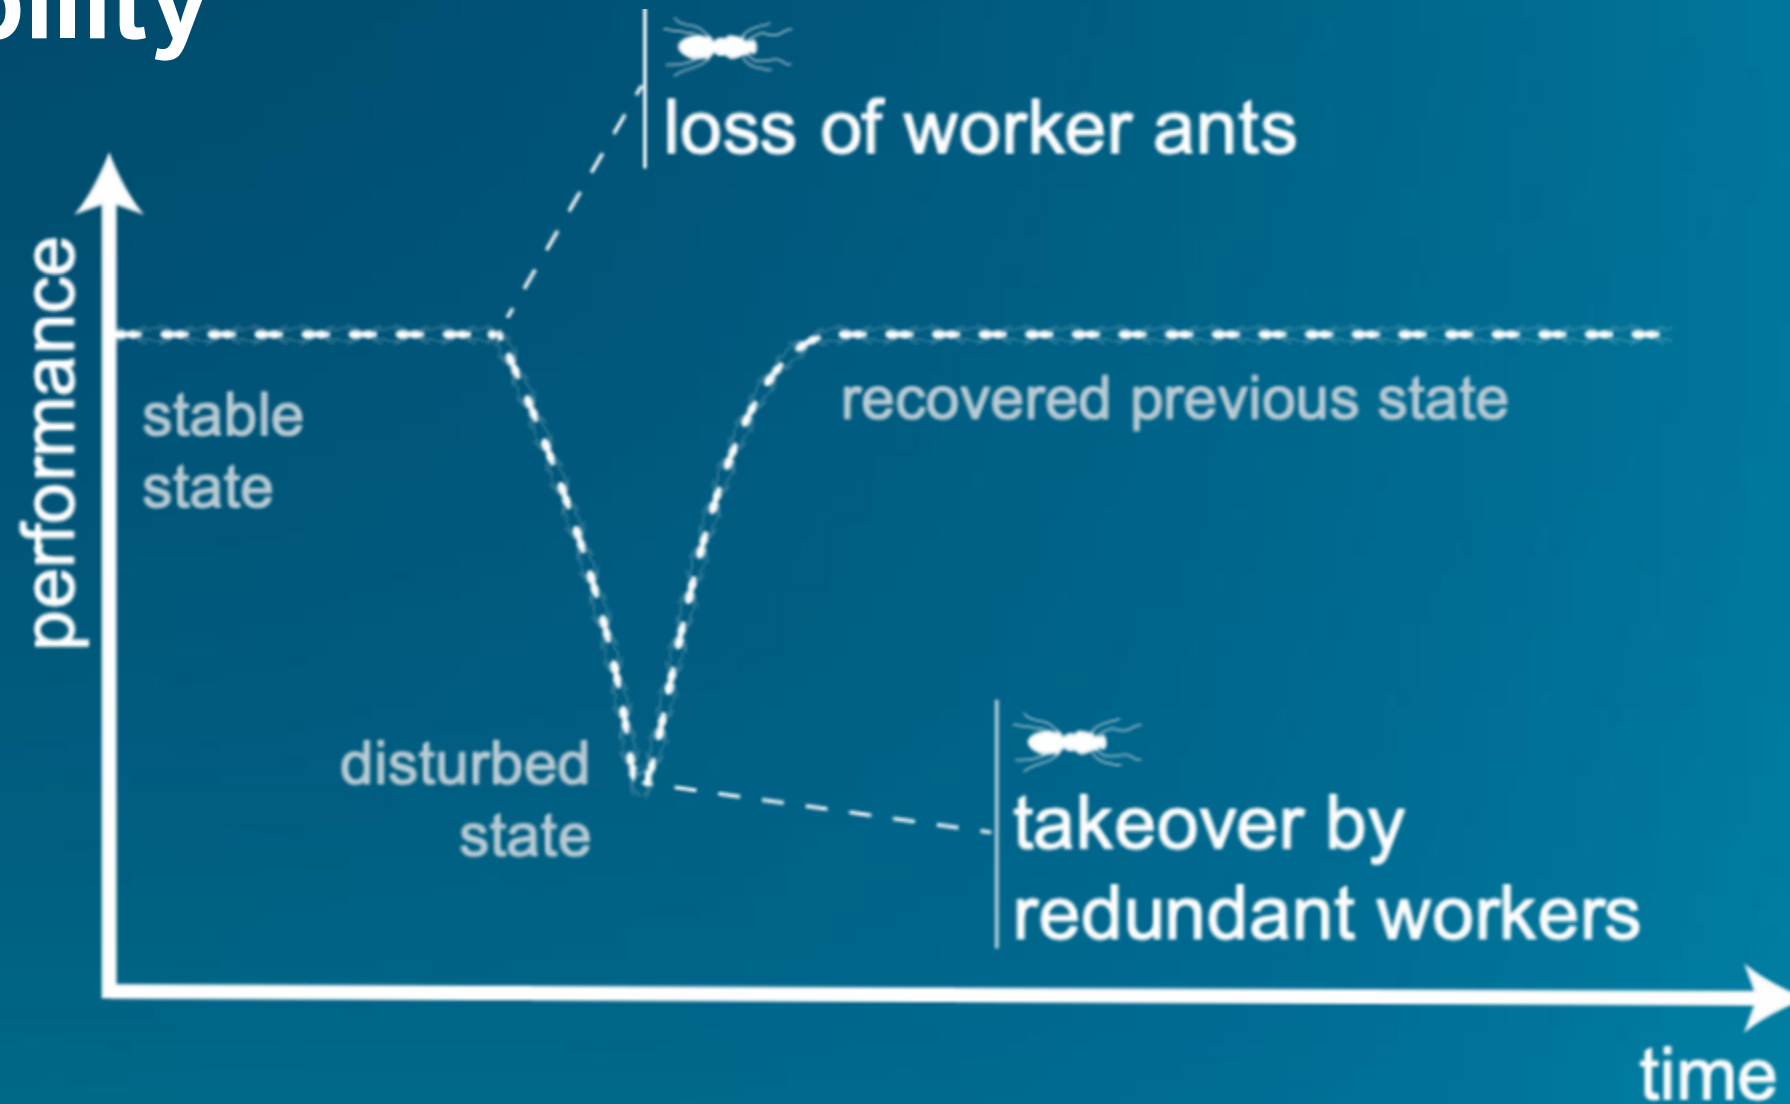 loss of worker ants
performance
stable
state
recovered previous state
disturbed
state
takeover by
redundant workers
time